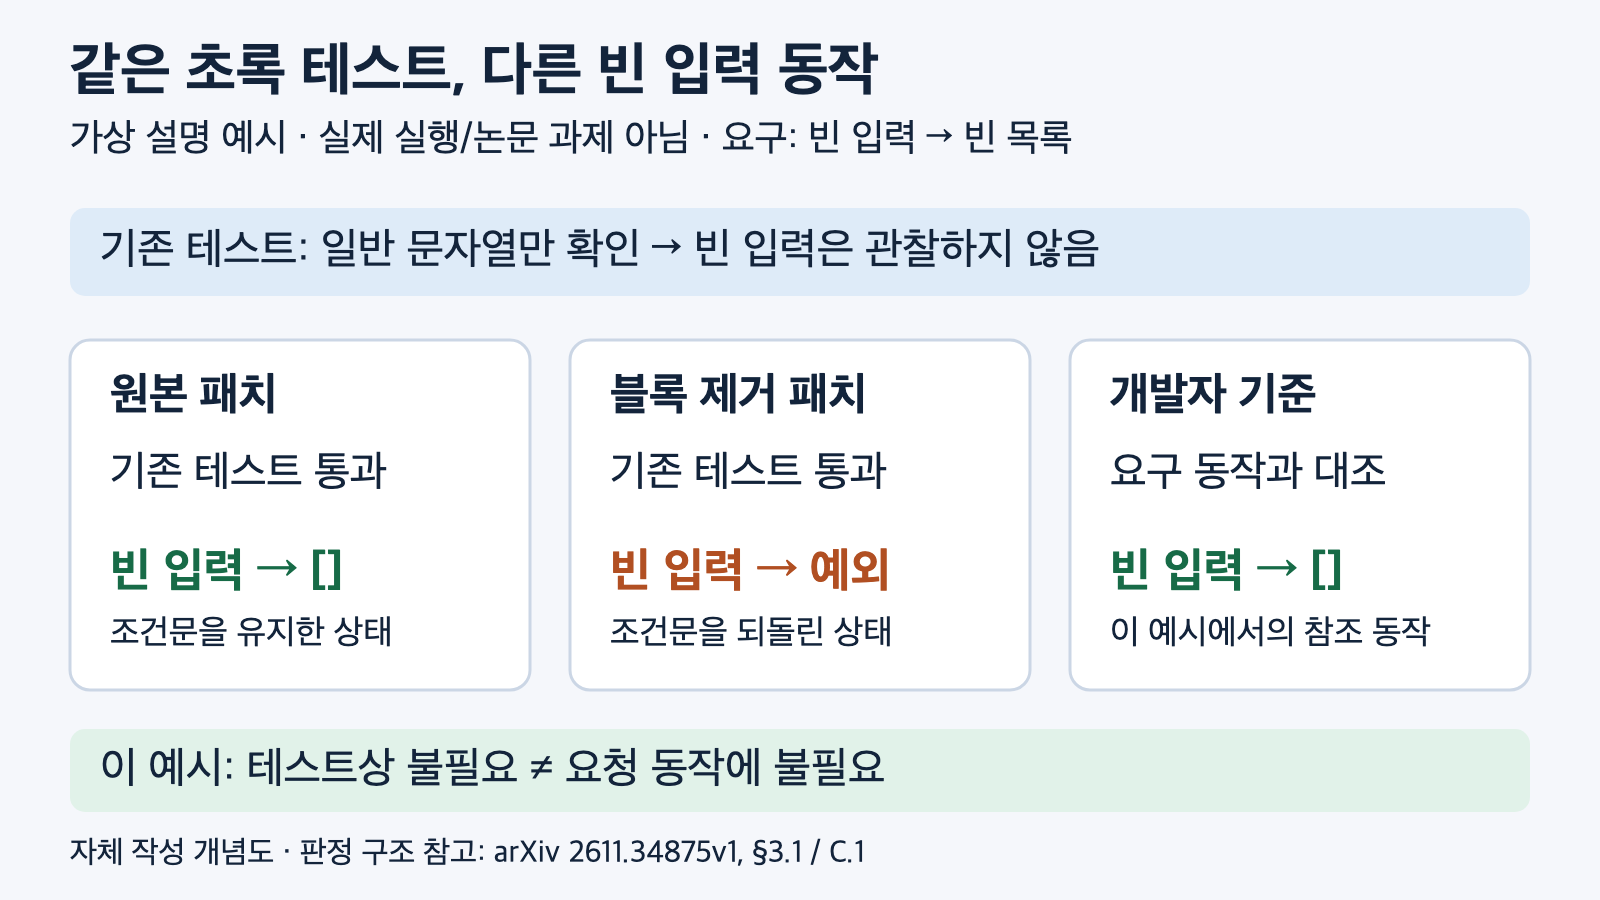 같은 초록 테스트, 다른 빈 입력 동작
가상 설명 예시 · 실제 실행/논문 과제 아님 · 요구: 빈 입력 → 빈 목록
기존 테스트: 일반 문자열만 확인 → 빈 입력은 관찰하지 않음
원본 패치
기존 테스트 통과
빈 입력 → []
조건문을 유지한 상태
블록 제거 패치
기존 테스트 통과
빈 입력 → 예외
조건문을 되돌린 상태
개발자 기준
요구 동작과 대조
빈 입력 → []
이 예시에서의 참조 동작
이 예시: 테스트상 불필요 ≠ 요청 동작에 불필요
자체 작성 개념도 · 판정 구조 참고: arXiv 2611.34875v1, §3.1 / C.1